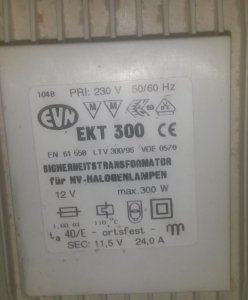 1048 PRI: 230 V 50/60 Hz
EVN M M
EKT 300 CE
EN 61 558 LTV 300/95 VDE 0570
SICHERHEITSTRANSFORMATOR
für NV-HALOGENLAMPEN
12 V max. 300 W
110 °C
ta 40/E - ortsfest - m
SEC: 11,5 V 24,0 A